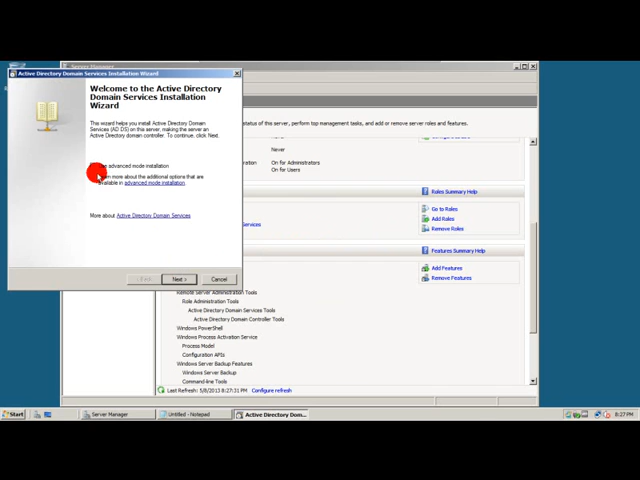 Server Manager
Active Directory Domain Services Installation Wizard
Welcome to the Active Directory
Domain Services Installation
Wizard
This wizard helps you install Active Directory Domain
Services (AD DS) on this server, making the server an
Active Directory domain controller. To continue, click Next.
advanced mode installation
more about the additional options that are
available in advanced mode installation.
More about Active Directory Domain Services
Next >
Cancel
status of this server, perform top management tasks, and add or remove server roles and features.
Never
On for Administrators
On for Users
Roles Summary Help
Go to Roles
Services
Add Roles
Remove Roles
Features Summary Help
Add Features
Remove Features
Remote Server Administration Tools
Role Administration Tools
Active Directory Domain Services Tools
Active Directory Domain Controller Tools
Windows PowerShell
Windows Process Activation Service
Process Model
Configuration APIs
Windows Server Backup Features
Windows Server Backup
Command-line Tools
Last Refresh: 5/8/2013 8:27:31 PM Configure refresh
Start
Server Manager
Untitled - Notepad
Active Directory Dom...
8:27 PM